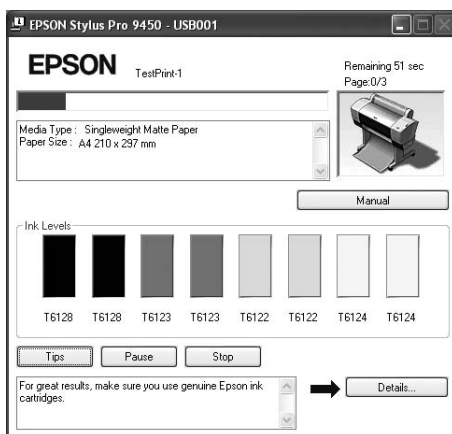 EPSON Stylus Pro 9450 - USB001
EPSON
TestPrint-1
Remaining 51 sec
Page:0/3
Media Type : Singleweight Matte Paper
Paper Size : A4 210 x 297 mm
Manual
Ink Levels
T6128 T6128 T6123 T6123 T6122 T6122 T6124 T6124
Tips Pause Stop
For great results, make sure you use genuine Epson ink
cartridges.
Details...